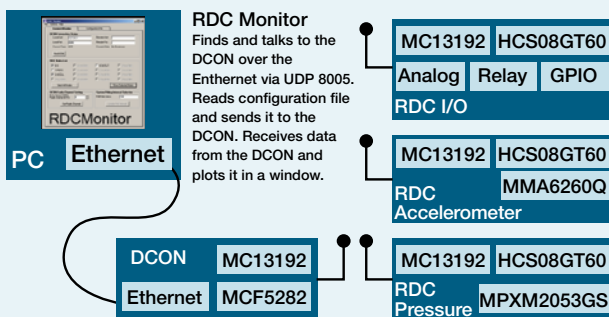 RDCMonitor
PC
Ethernet
RDC Monitor
Finds and talks to the
DCON over the
Enthernet via UDP 8005.
Reads configuration file
and sends it to the
DCON. Receives data
from the DCON and
plots it in a window.
MC13192 HCS08GT60
Analog Relay GPIO
RDC I/O
MC13192 HCS08GT60
RDC MMA6260Q
Accelerometer
DCON MC13192
Ethernet MCF5282
MC13192 HCS08GT60
RDC
Pressure MPXM2053GS